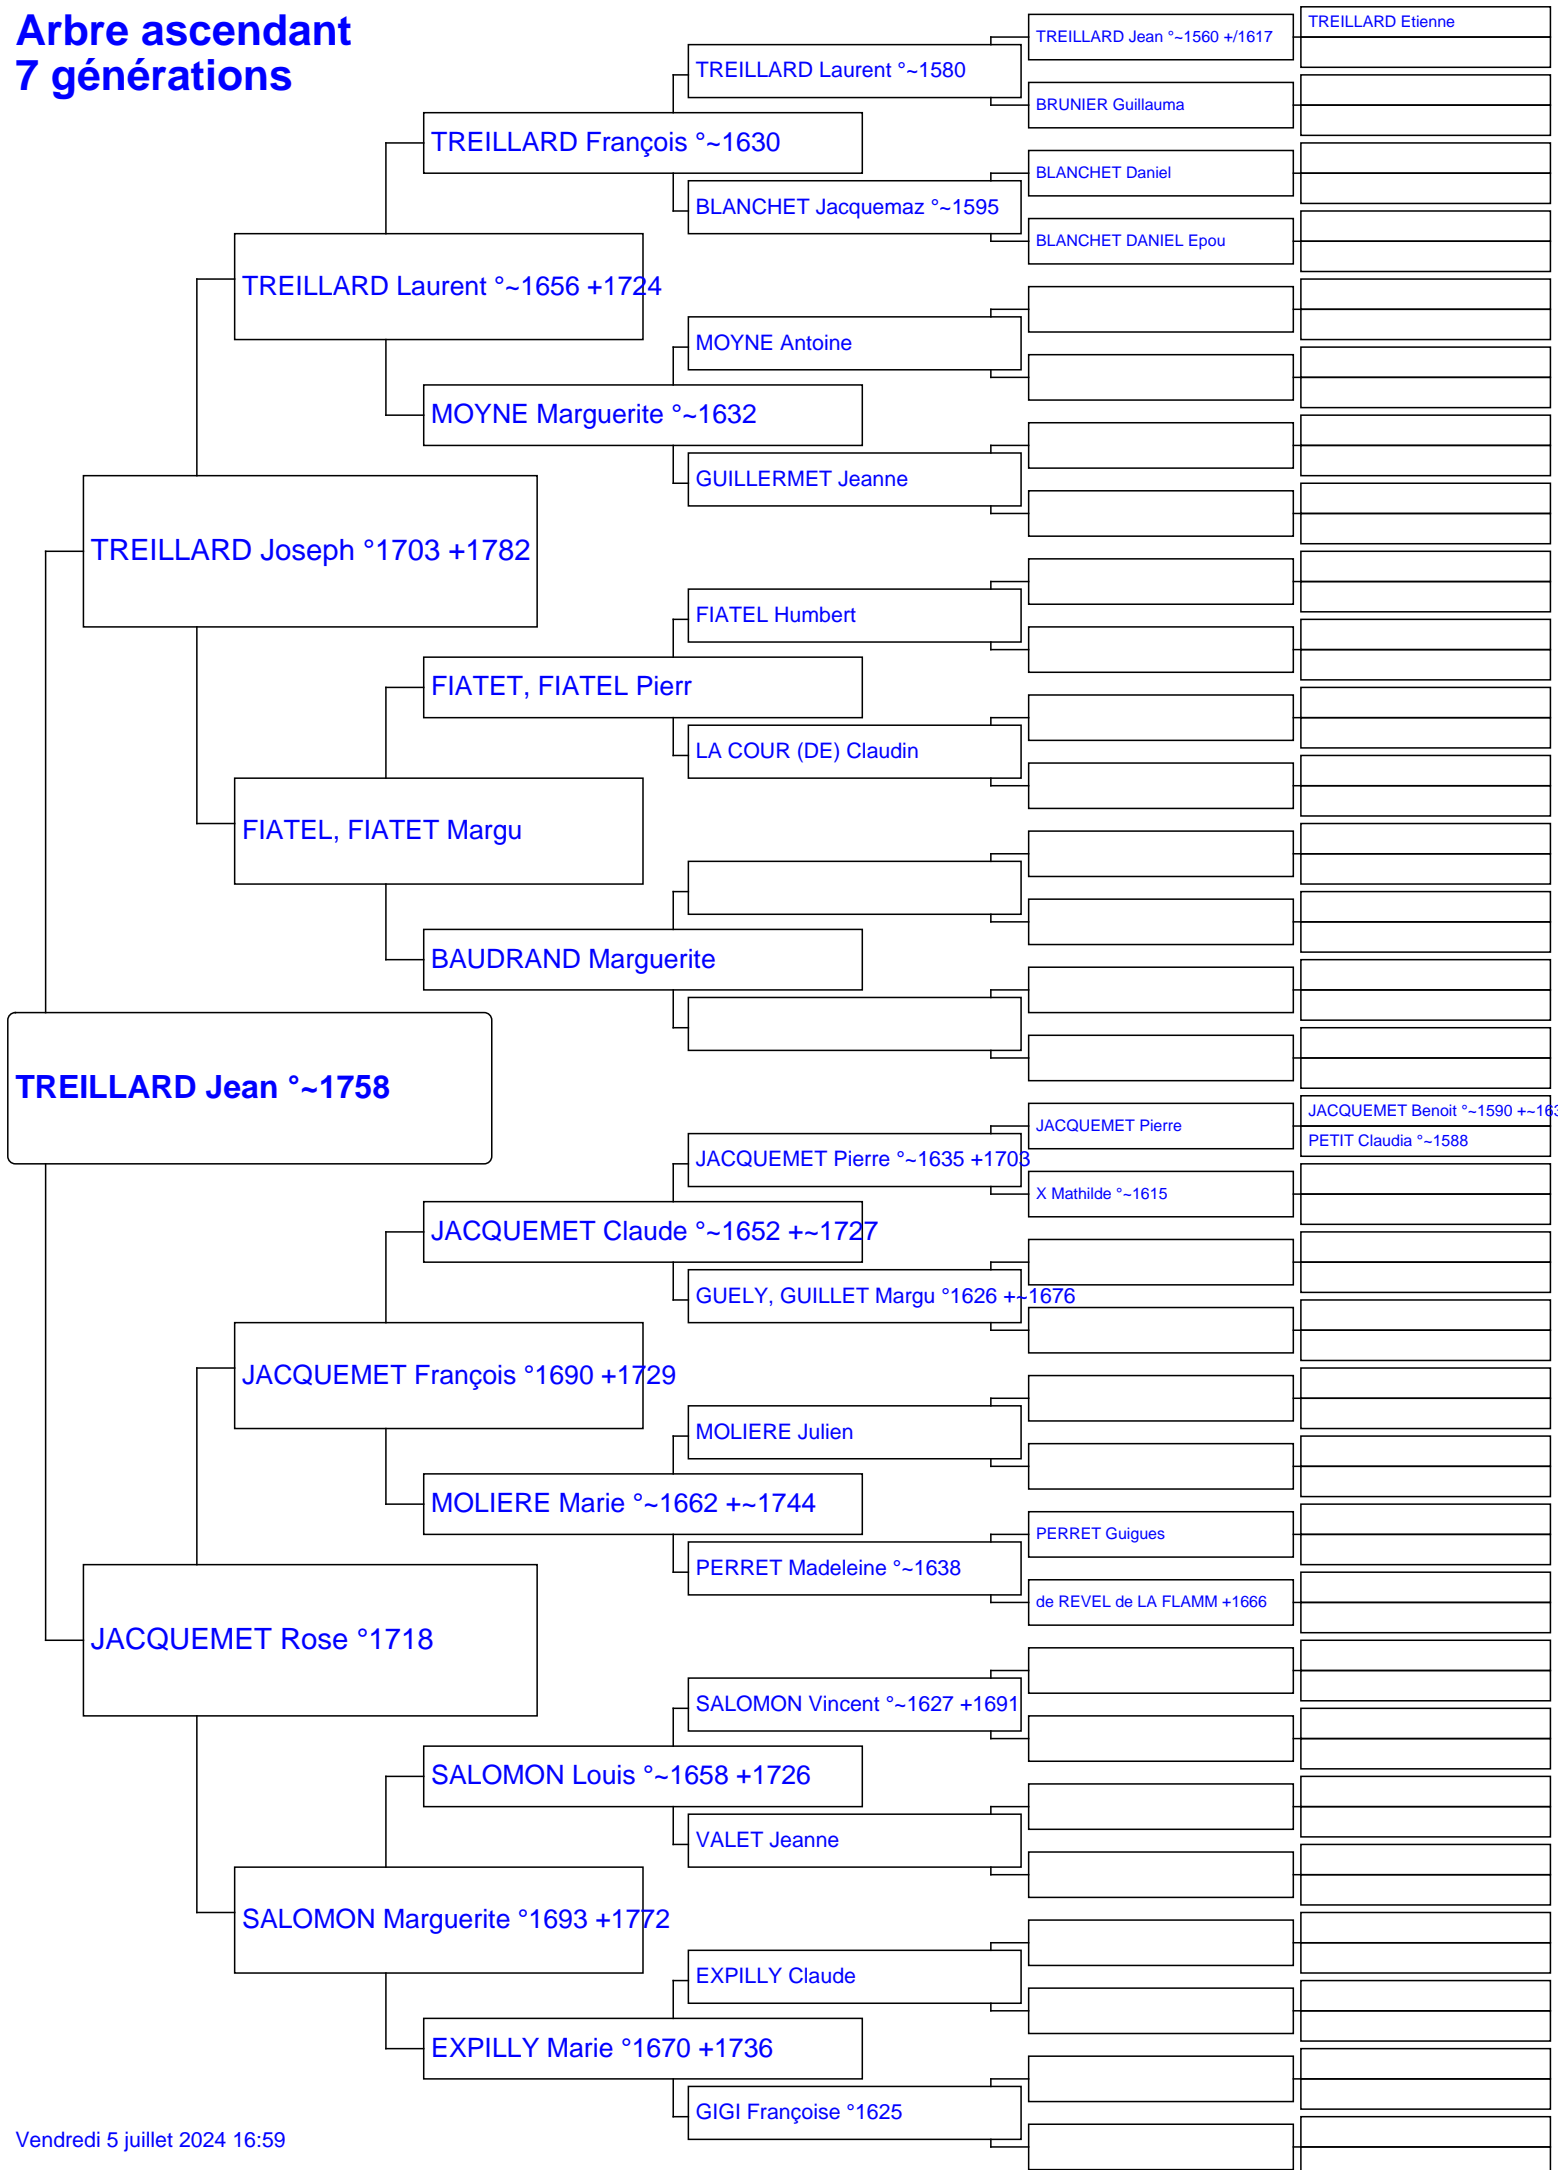 Arbre ascendant
7 générations
TREILLARD Etienne
TREILLARD Jean °~1560 +/1617
TREILLARD Laurent °~1580
BRUNIER Guillauma
TREILLARD François °~1630
BLANCHET Daniel
BLANCHET Jacquemaz °~1595
BLANCHET DANIEL Epou
TREILLARD Laurent °~1656 +1724
MOYNE Antoine
MOYNE Marguerite °~1632
GUILLERMET Jeanne
TREILLARD Joseph °1703 +1782
FIATEL Humbert
FIATET, FIATEL Pierr
LA COUR (DE) Claudin
FIATEL, FIATET Margu
BAUDRAND Marguerite
TREILLARD Jean °~1758
JACQUEMET Benoit °~1590 +~163
JACQUEMET Pierre
PETIT Claudia °~1588
JACQUEMET Pierre °~1635 +1703
X Mathilde °~1615
JACQUEMET Claude °~1652 +~1727
GUELY, GUILLET Margu °1626 +~1676
JACQUEMET François °1690 +1729
MOLIERE Julien
MOLIERE Marie °~1662 +~1744
PERRET Guigues
PERRET Madeleine °~1638
de REVEL de LA FLAMM +1666
JACQUEMET Rose °1718
SALOMON Vincent °~1627 +1691
SALOMON Louis °~1658 +1726
VALET Jeanne
SALOMON Marguerite °1693 +1772
EXPILLY Claude
EXPILLY Marie °1670 +1736
GIGI Françoise °1625
Vendredi 5 juillet 2024 16:59